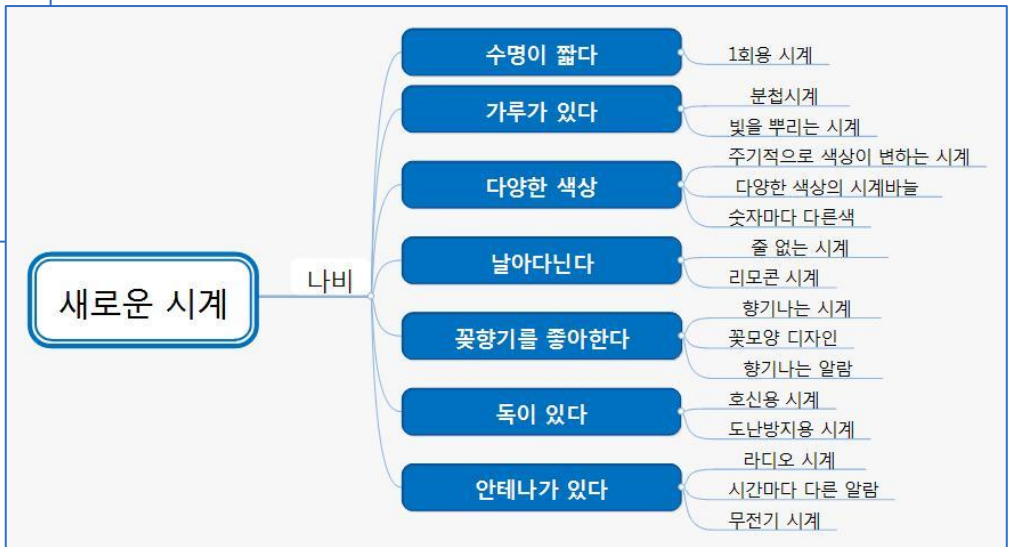 새로운 시계
나비
수명이 짧다
1회용 시계
가루가 있다
분첩시계
빛을 뿌리는 시계
다양한 색상
주기적으로 색상이 변하는 시계
다양한 색상의 시계바늘
숫자마다 다른색
날아다닌다
줄 없는 시계
리모콘 시계
꽂향기를 좋아한다
향기나는 시계
꽃모양 디자인
향기나는 알람
독이 있다
호신용 시계
도난방지용 시계
안테나가 있다
라디오 시계
시간마다 다른 알람
무전기 시계